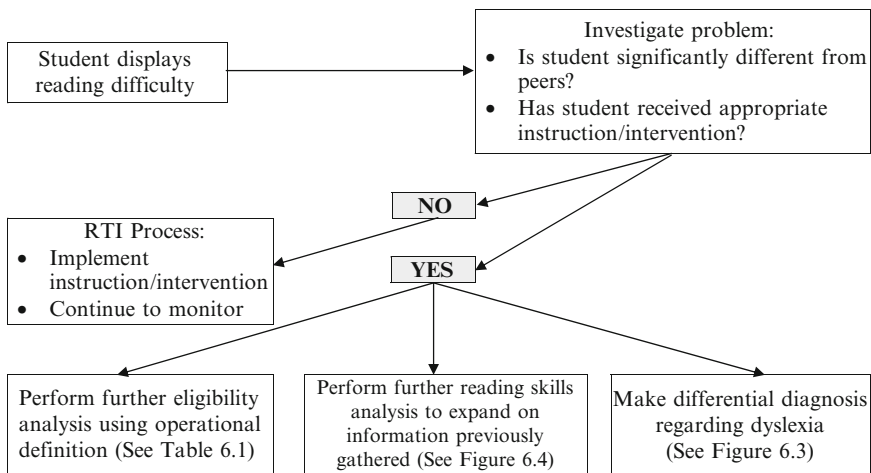 Student displays
reading difficulty
Investigate problem:
• Is student significantly different from
peers?
• Has student received appropriate
instruction/intervention?
NO
RTI Process:
• Implement
instruction/intervention
• Continue to monitor
YES
Perform further eligibility
analysis using operational
definition (See Table 6.1)
Perform further reading skills
analysis to expand on
information previously
gathered (See Figure 6.4)
Make differential diagnosis
regarding dyslexia
(See Figure 6.3)